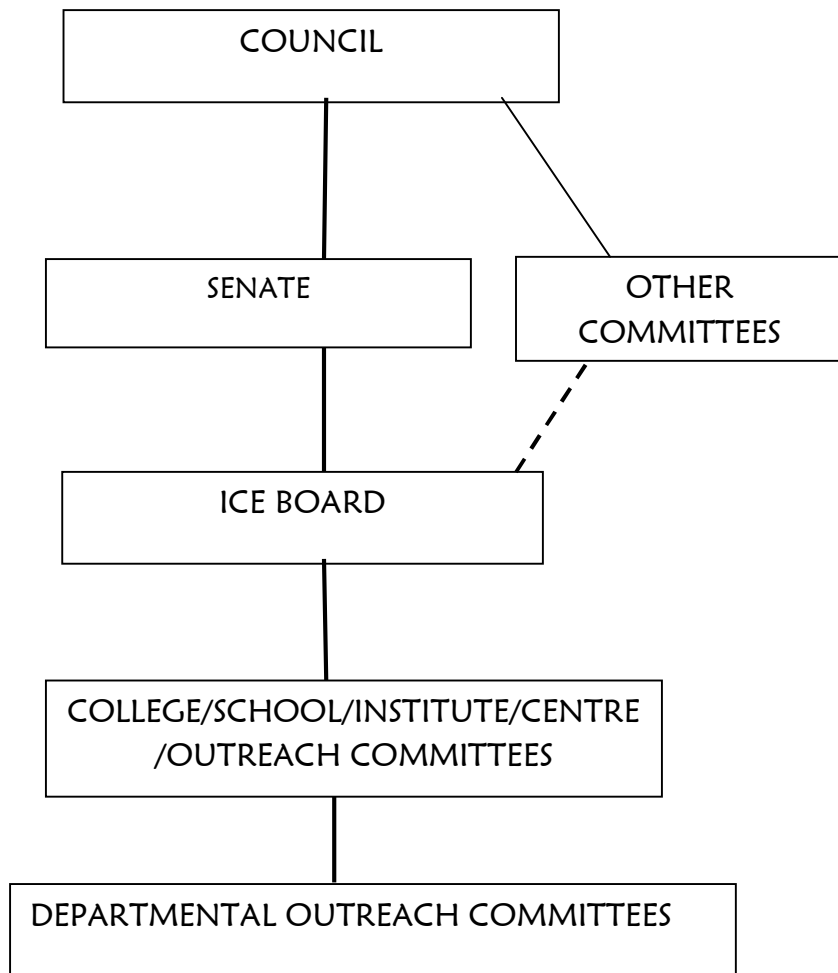 COUNCIL
SENATE
OTHER
COMMITTEES
ICE BOARD
COLLEGE/SCHOOL/INSTITUTE/CENTRE
/OUTREACH COMMITTEES
DEPARTMENTAL OUTREACH COMMITTEES